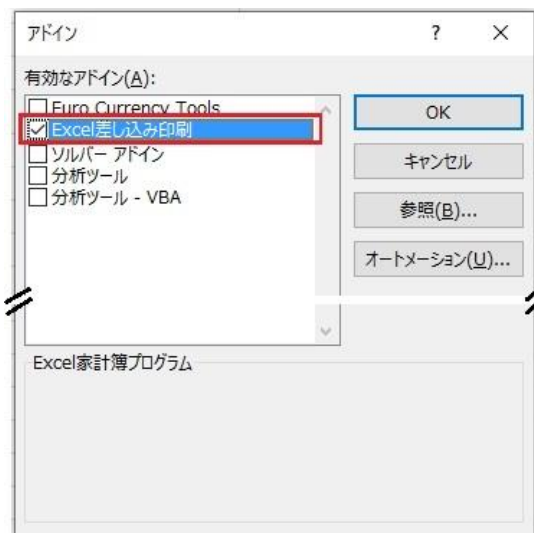 アドイン
有効なアドイン(A):
Euro Currency Tools
Excel差し込み印刷
ソルバー アドイン
分析ツール
分析ツール - VBA
OK
キャンセル
参照(B)...
オートメーション(U)...
Excel家計簿プログラム